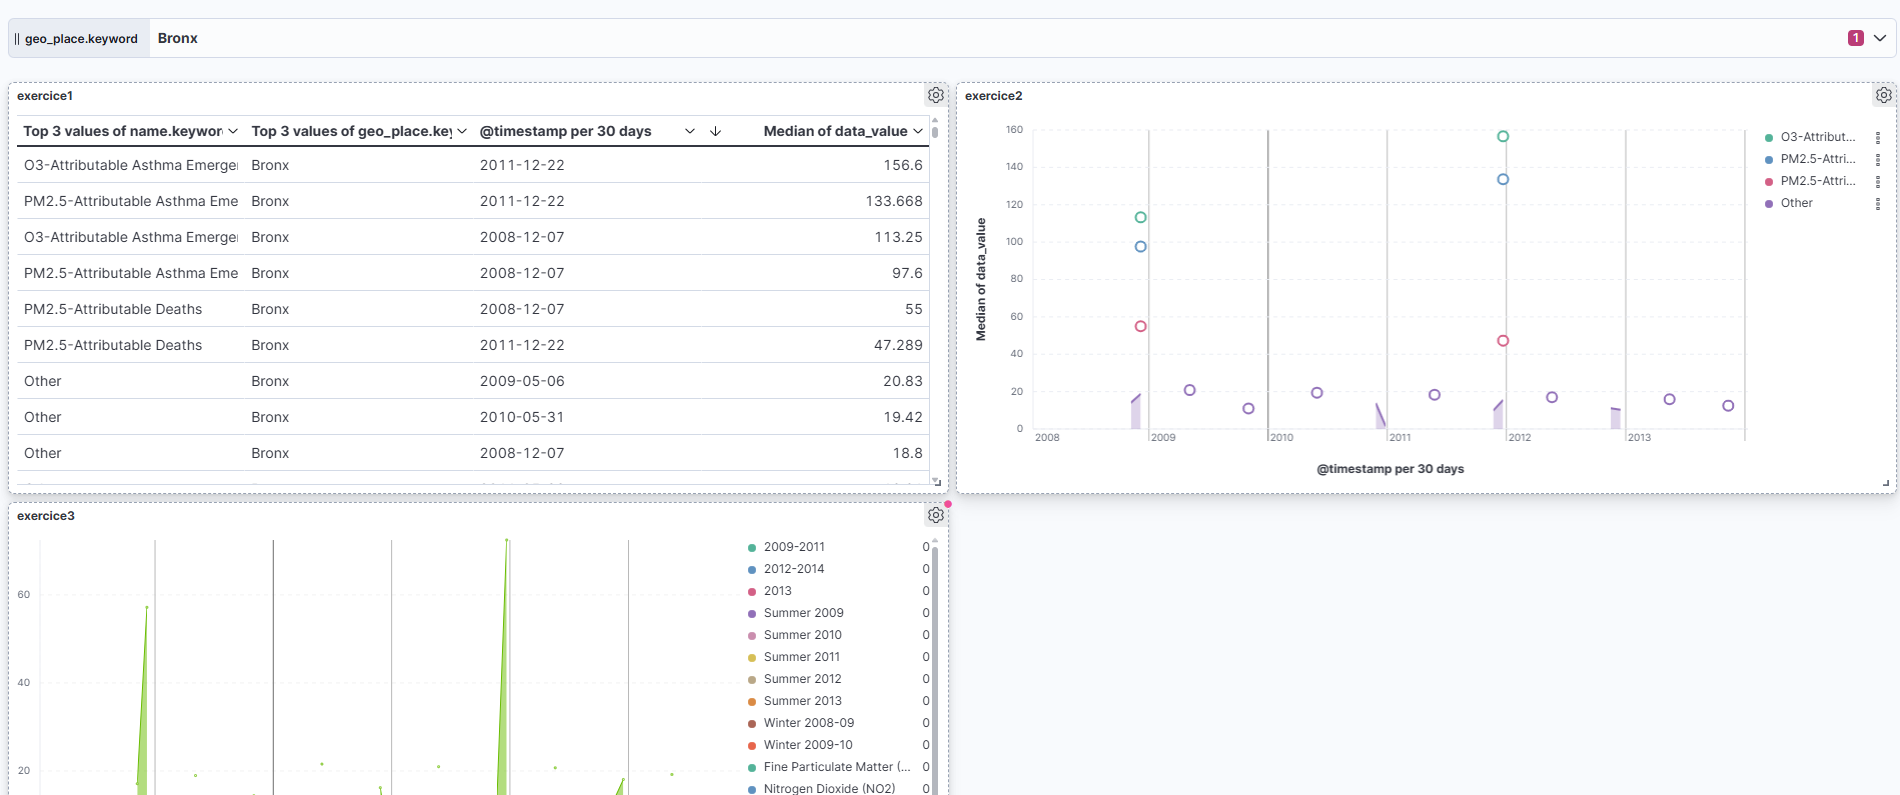 geo_place.keyword Bronx 1
exercice1
Top 3 values of name.keywor Top 3 values of geo_place.key @timestamp per 30 days Median of data_value
O3-Attributable Asthma Emerge Bronx 2011-12-22 156.6
PM2.5-Attributable Asthma Eme Bronx 2011-12-22 133.668
O3-Attributable Asthma Emerge Bronx 2008-12-07 113.25
PM2.5-Attributable Asthma Eme Bronx 2008-12-07 97.6
PM2.5-Attributable Deaths Bronx 2008-12-07 55
PM2.5-Attributable Deaths Bronx 2011-12-22 47.289
Other Bronx 2009-05-06 20.83
Other Bronx 2010-05-31 19.42
Other Bronx 2008-12-07 18.8
exercice2
Median of data_value
160
140
120
100
80
60
40
20
0
2008 2009 2010 2011 2012 2013
@timestamp per 30 days
O3-Attribut...
PM2.5-Attri...
PM2.5-Attri...
Other
exercice3
60
40
20
2009-2011 0
2012-2014 0
2013 0
Summer 2009 0
Summer 2010 0
Summer 2011 0
Summer 2012 0
Summer 2013 0
Winter 2008-09 0
Winter 2009-10 0
Fine Particulate Matter (... 0
Nitrogen Dioxide (NO2) 0